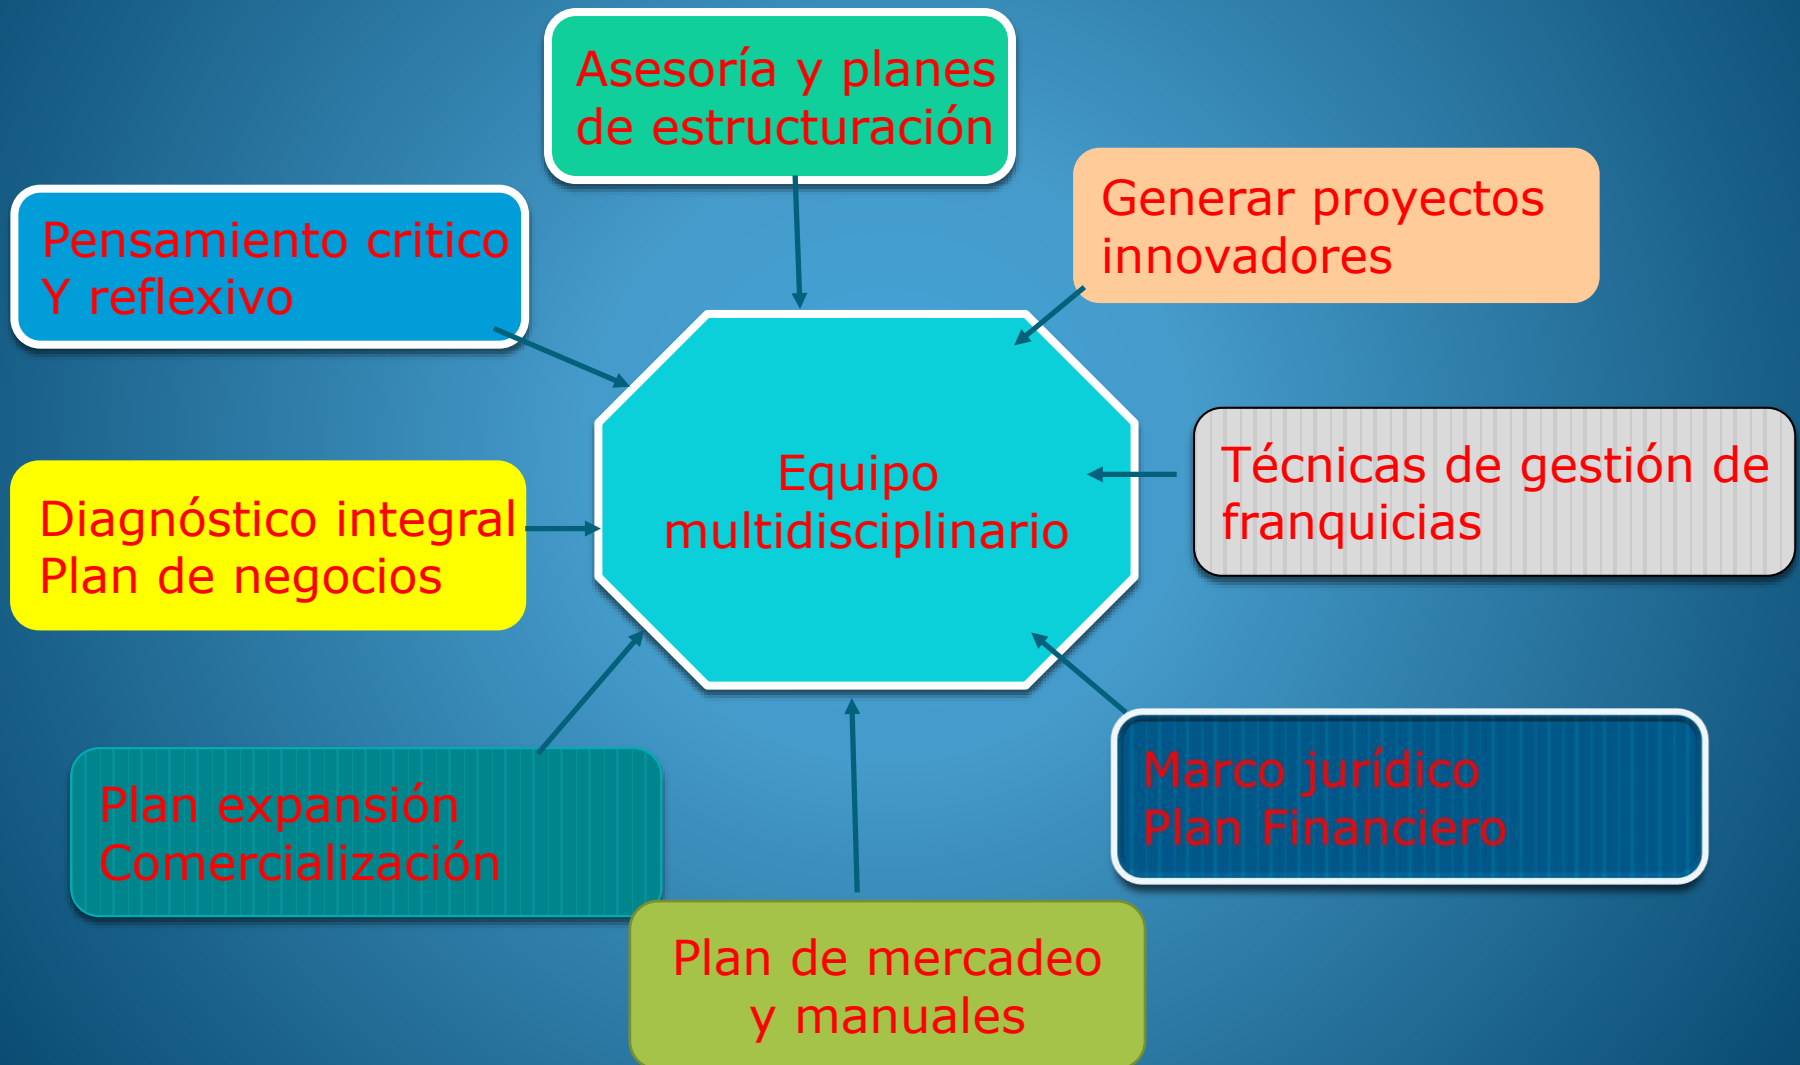 Asesoría y planes
de estructuración
Generar proyectos
innovadores
Pensamiento critico
Y reflexivo
Equipo
multidisciplinario
Técnicas de gestión de
franquicias
Diagnóstico integral
Plan de negocios
Marco jurídico
Plan Financiero
Plan expansión
Comercialización
Plan de mercadeo
y manuales